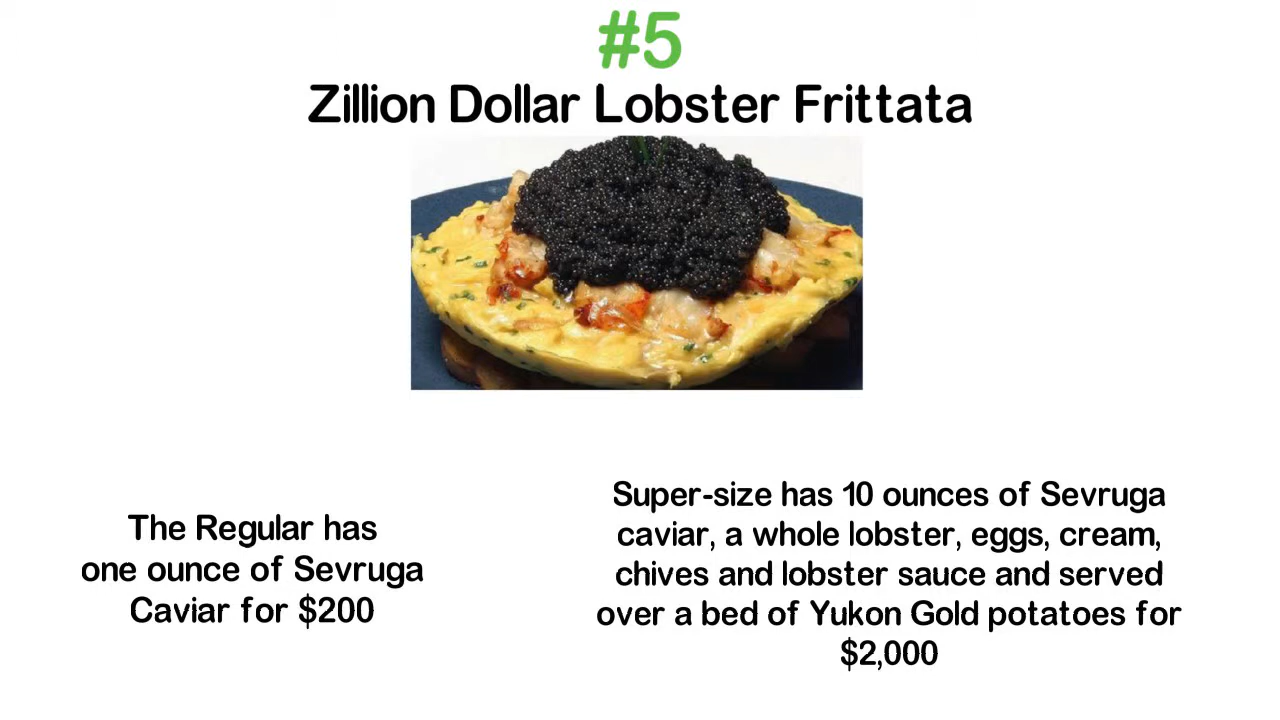 #5
Zillion Dollar Lobster Frittata
The Regular has
one ounce of Sevruga
Caviar for $200
Super-size has 10 ounces of Sevruga
caviar, a whole lobster, eggs, cream,
chives and lobster sauce and served
over a bed of Yukon Gold potatoes for
$2,000